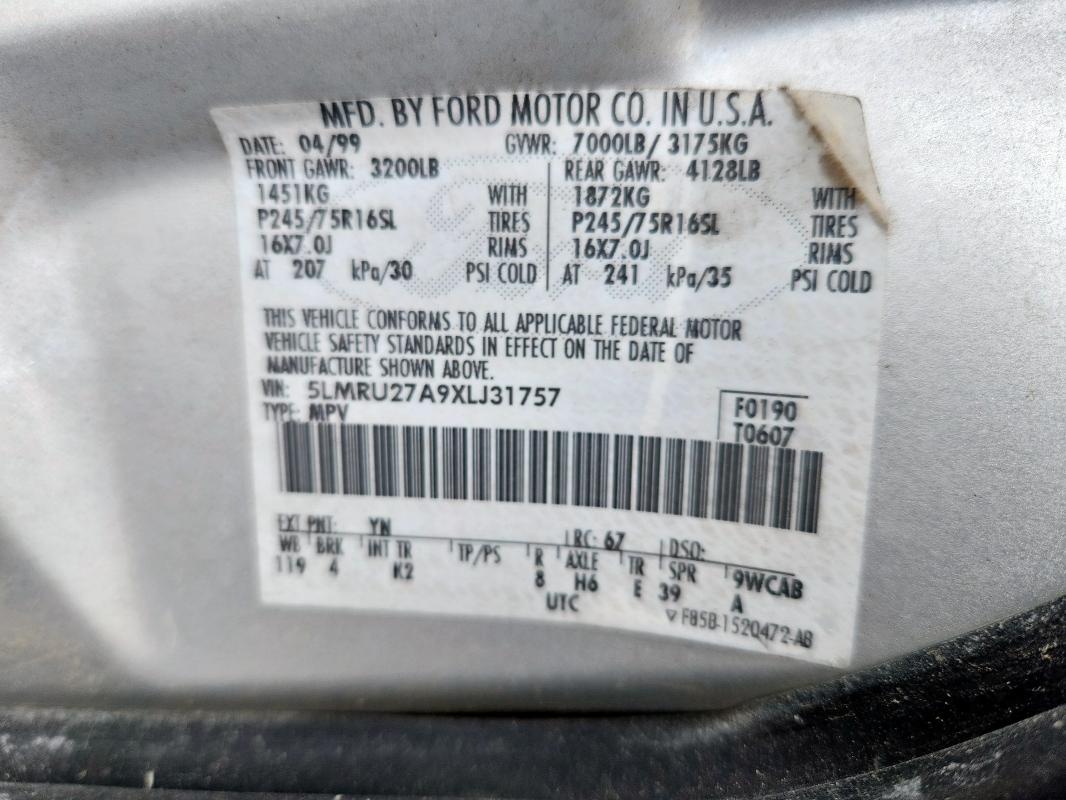 MFD. BY FORD MOTOR CO. IN U.S.A.
DATE: 04/99 GVWR: 7000LB/ 3175KG
FRONT GAWR: 3200LB REAR GAWR: 4128LB
1451KG WITH 1872KG WITH
P245/75R16SL TIRES P245/75R16SL TIRES
16X7.0J RIMS 16X7.0J RIMS
AT 207 kPa/30 PSI COLD AT 241 kPa/35 PSI COLD
THIS VEHICLE CONFORMS TO ALL APPLICABLE FEDERAL MOTOR
VEHICLE SAFETY STANDARDS IN EFFECT ON THE DATE OF
MANUFACTURE SHOWN ABOVE.
VIN: 5LMRU27A9XLJ31757 F0190
TYPE: MPV T0607
EXT PNT: YN RC: 67 DSO:
WB BRK INT TR TP/PS R AXLE TR SPR 9WCAB
119 4 K2 8 H6 E 39 A
UTC
▽ F85B-1520472-AB